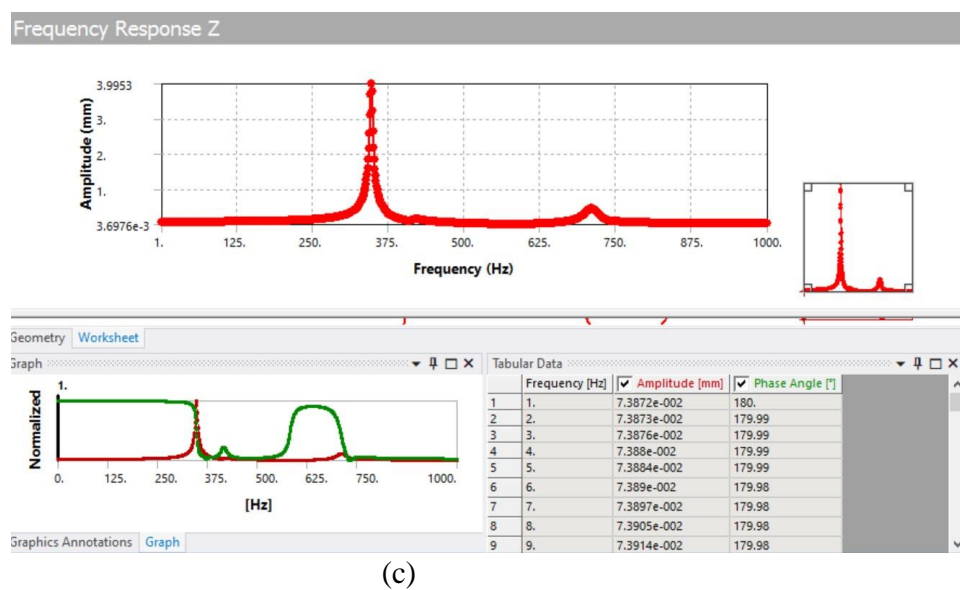 Frequency Response Z
3.9953
3.
2.
1.
3.6976e-3
Amplitude (mm)
1. 125. 250. 375. 500. 625. 750. 875. 1000.
Frequency (Hz)
Geometry Worksheet
Graph
1.
Normalized
0. 125. 250. 375. 500. 625. 750. 1000.
[Hz]
Graphics Annotations Graph
Tabular Data
Frequency [Hz] Amplitude [mm] Phase Angle [°]
1 1. 7.3872e-002 180.
2 2. 7.3873e-002 179.99
3 3. 7.3876e-002 179.99
4 4. 7.388e-002 179.99
5 5. 7.3884e-002 179.99
6 6. 7.389e-002 179.98
7 7. 7.3897e-002 179.98
8 8. 7.3905e-002 179.98
9 9. 7.3914e-002 179.98
(c)